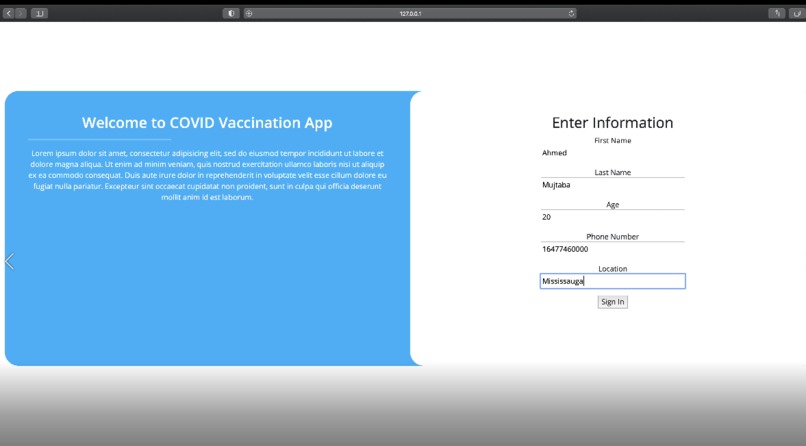 127.0.0.1
Welcome to COVID Vaccination App
Lorem ipsum dolor sit amet, consectetur adipisicing elit, sed do eiusmod tempor incididunt ut labore et
dolore magna aliqua. Ut enim ad minim veniam, quis nostrud exercitation ullamco laboris nisi ut aliquip
ex ea commodo consequat. Duis aute irure dolor in reprehenderit in voluptate velit esse cillum dolore eu
fugiat nulla pariatur. Excepteur sint occaecat cupidatat non proident, sunt in culpa qui officia deserunt
mollit anim id est laborum.
Enter Information
First Name
Ahmed
Last Name
Mujtaba
Age
20
Phone Number
16477460000
Location
Mississauga
Sign In